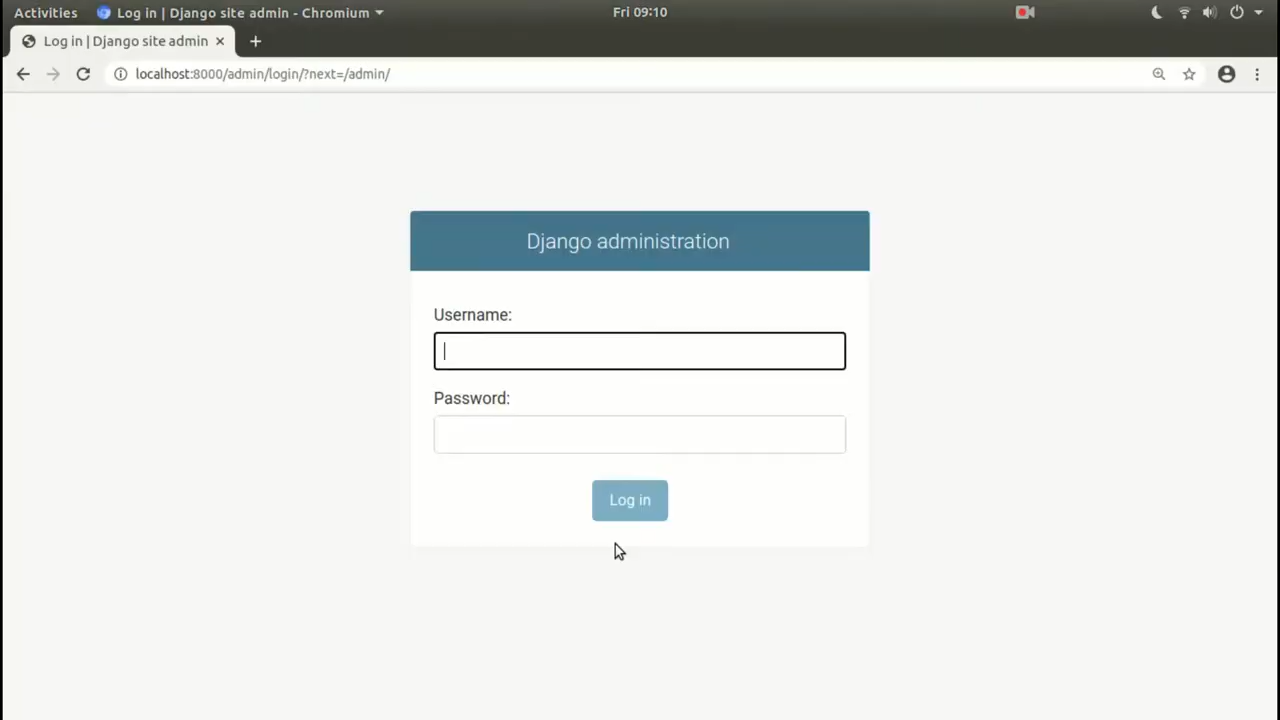 Activities Log in | Django site admin - Chromium Fri 09:10
Log in | Django site admin
localhost:8000/admin/login/?next=/admin/
Django administration
Username:
Password:
Log in